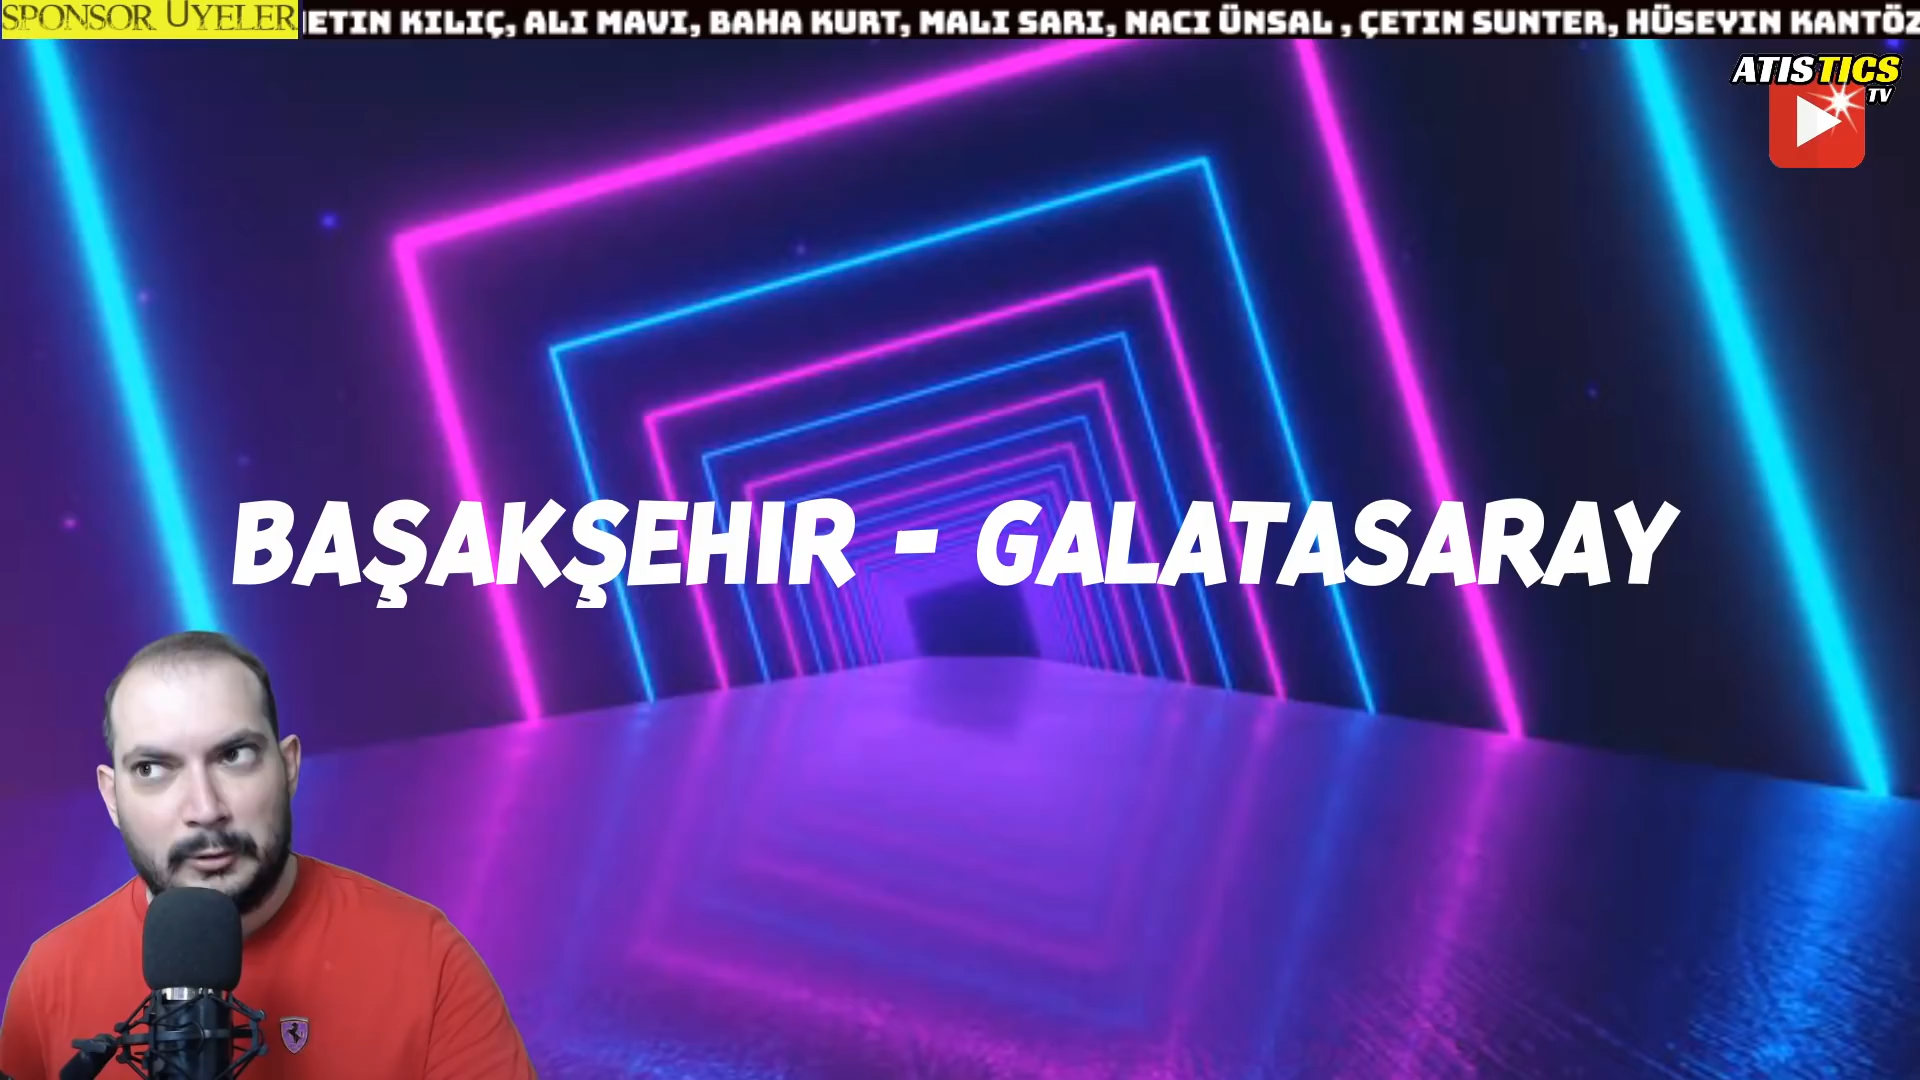 SPONSOR ÜYELER
ETIN KILIÇ, ALI MAVI, BAHA KURT, MALI SARI, NACI ÜNSAL , ÇETIN SUNTER, HÜSEYIN KANTÖZ
ATISTICS
TV
BAŞAKŞEHIR - GALATASARAY